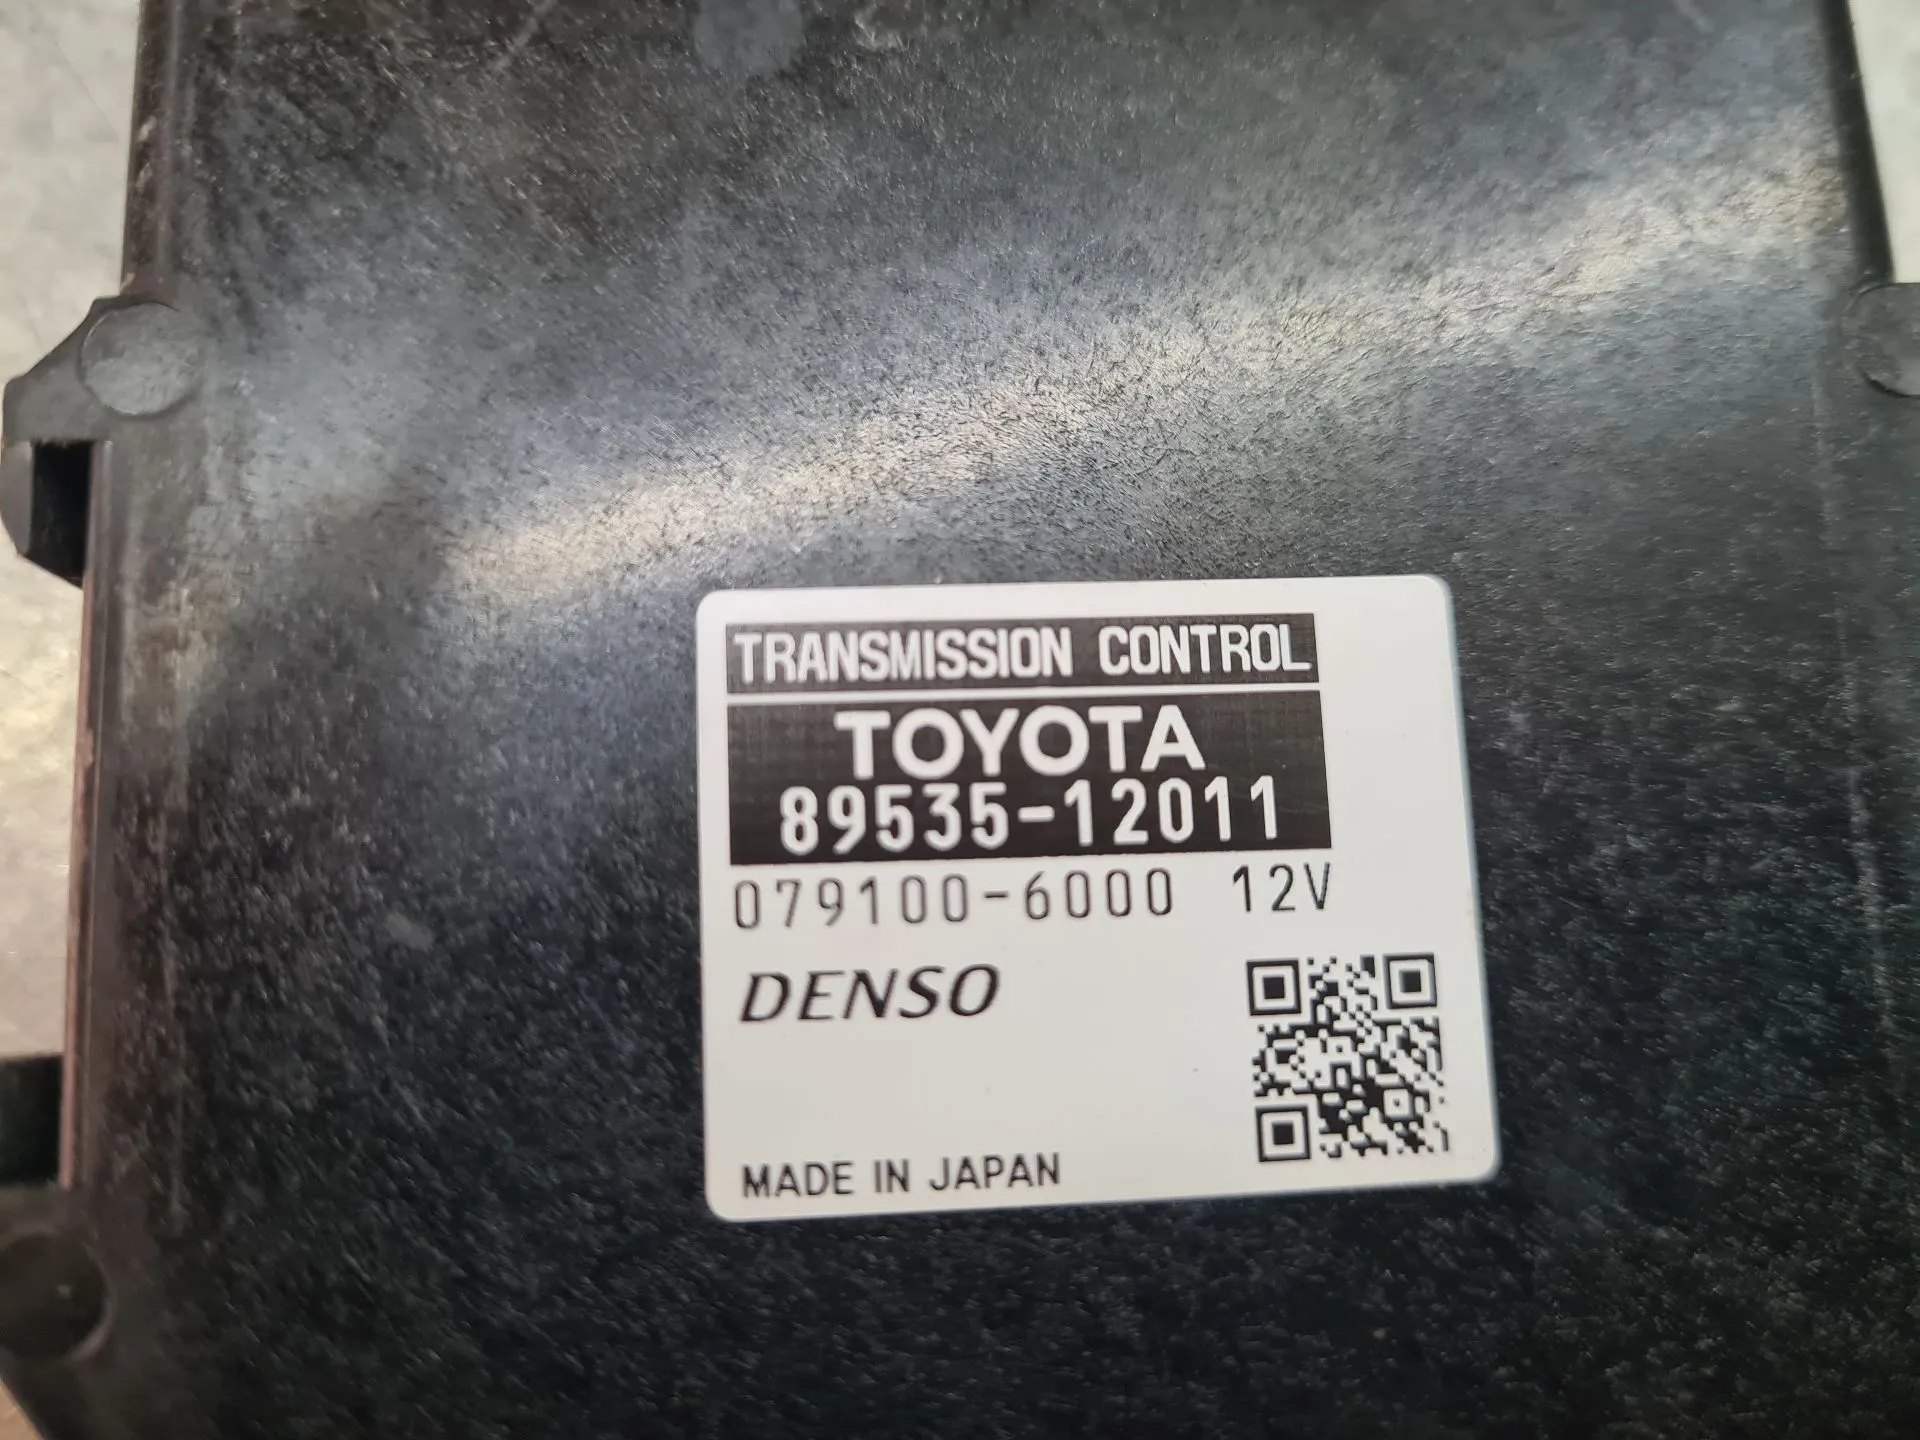 TRANSMISSION CONTROL
TOYOTA
89535-12011
079100-6000 12V
DENSO
MADE IN JAPAN